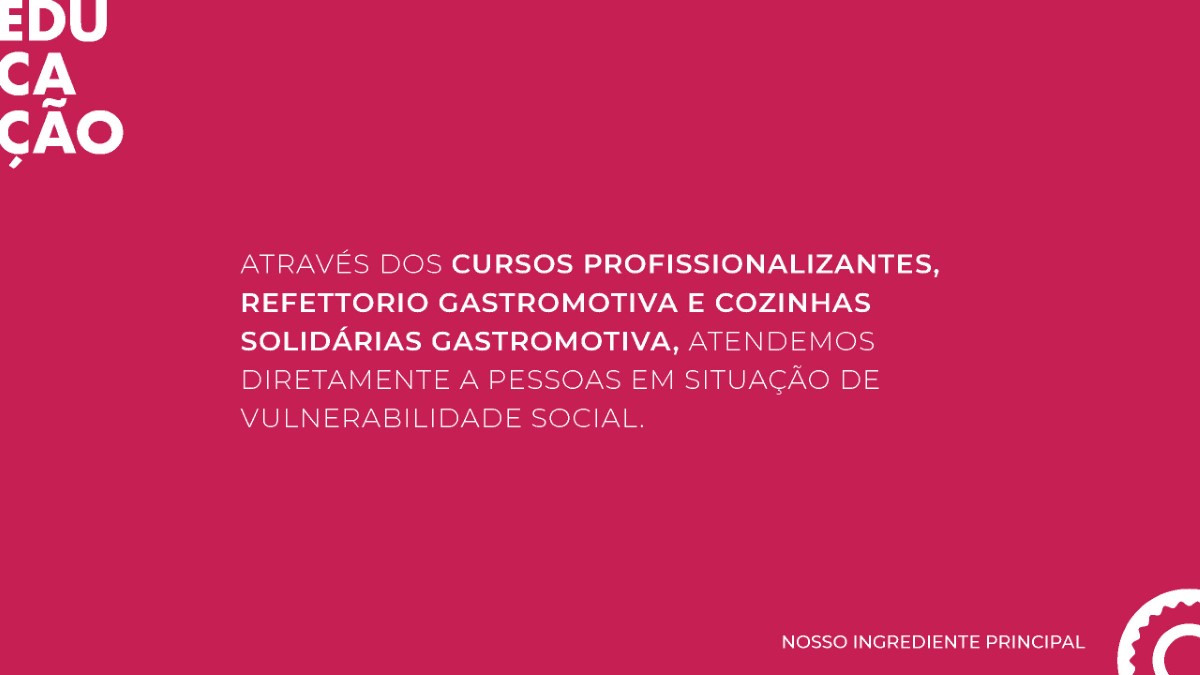 EDU
CA
ÇÃO
ATRAVÉS DOS CURSOS PROFISSIONALIZANTES,
REFETTORIO GASTROMOTIVA E COZINHAS
SOLIDÁRIAS GASTROMOTIVA, ATENDEMOS
DIRETAMENTE A PESSOAS EM SITUAÇÃO DE
VULNERABILIDADE SOCIAL.
NOSSO INGREDIENTE PRINCIPAL